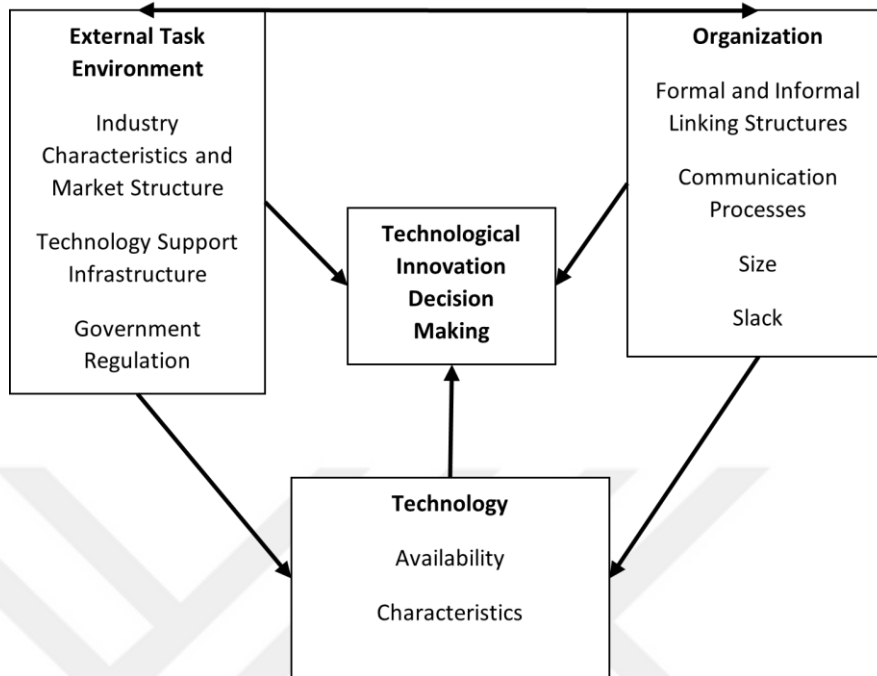 External Task
Environment
Industry
Characteristics and
Market Structure
Technology Support
Infrastructure
Government
Regulation
Organization
Formal and Informal
Linking Structures
Communication
Processes
Size
Slack
Technological
Innovation
Decision
Making
Technology
Availability
Characteristics